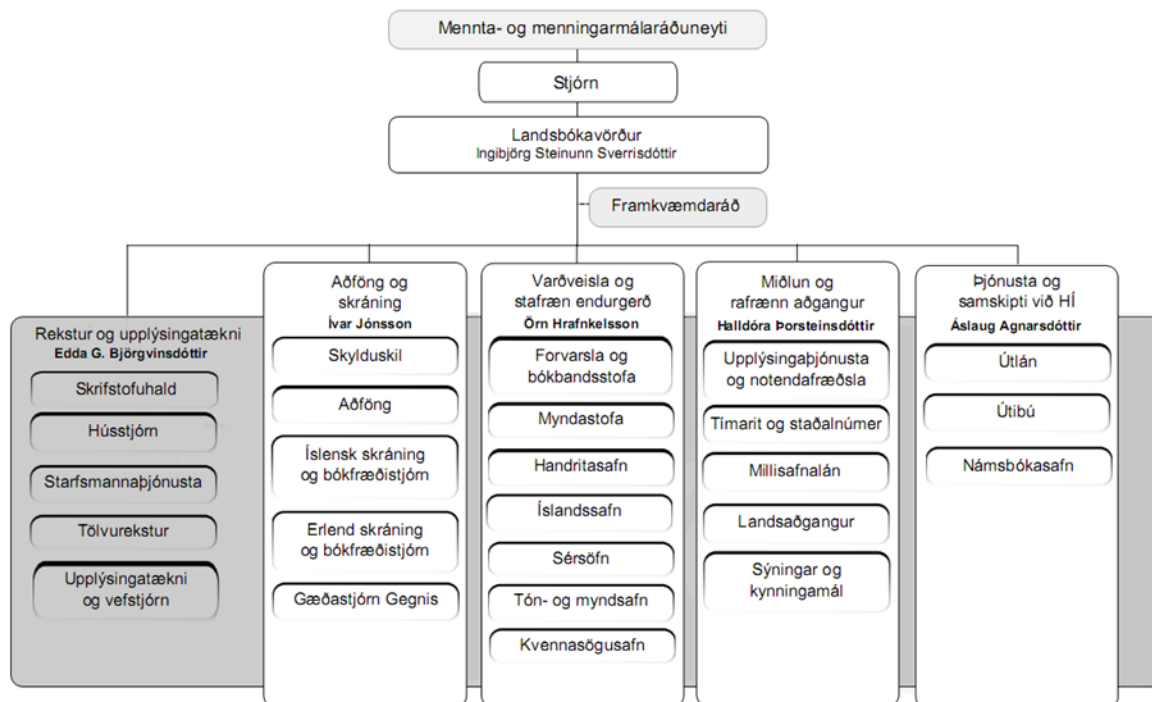 Mennta- og menningarmálaráðuneyti
Stjórn
Landsbókavörður
Ingibjörg Steinunn Sverrisdóttir
Framkvæmdaráð
Rekstur og upplýsingatækni
Edda G. Björgvinsdóttir
Skrifstofuhald
Hússtjórn
Starfsmannaþjónusta
Tölvurekstur
Upplýsingatækni
og vefstjórn
Aðföng og
skráning
Ívar Jónsson
Skylduskil
Aðföng
Íslensk skráning
og bókfræðistjórn
Erlend skráning
og bókfræðistjórn
Gæðastjórn Gegnis
Varðveisla og
stafræn endurgerð
Örn Hrafnkelsson
Forvarsla og
bókbandsstofa
Myndastofa
Handritasafn
Íslandssafn
Sérsöfn
Tón- og myndsafn
Kvennasögusafn
Miðlun og
rafrænn aðgangur
Halldóra Þorsteinsdóttir
Upplýsingaþjónusta
og notendafræðsla
Tímarit og staðalnúmer
Millisafnalán
Landsaðgangur
Sýningar og
kynningamál
Þjónusta og
samskipti við HÍ
Áslaug Agnarsdóttir
Útlán
Útibú
Námsbókasafn